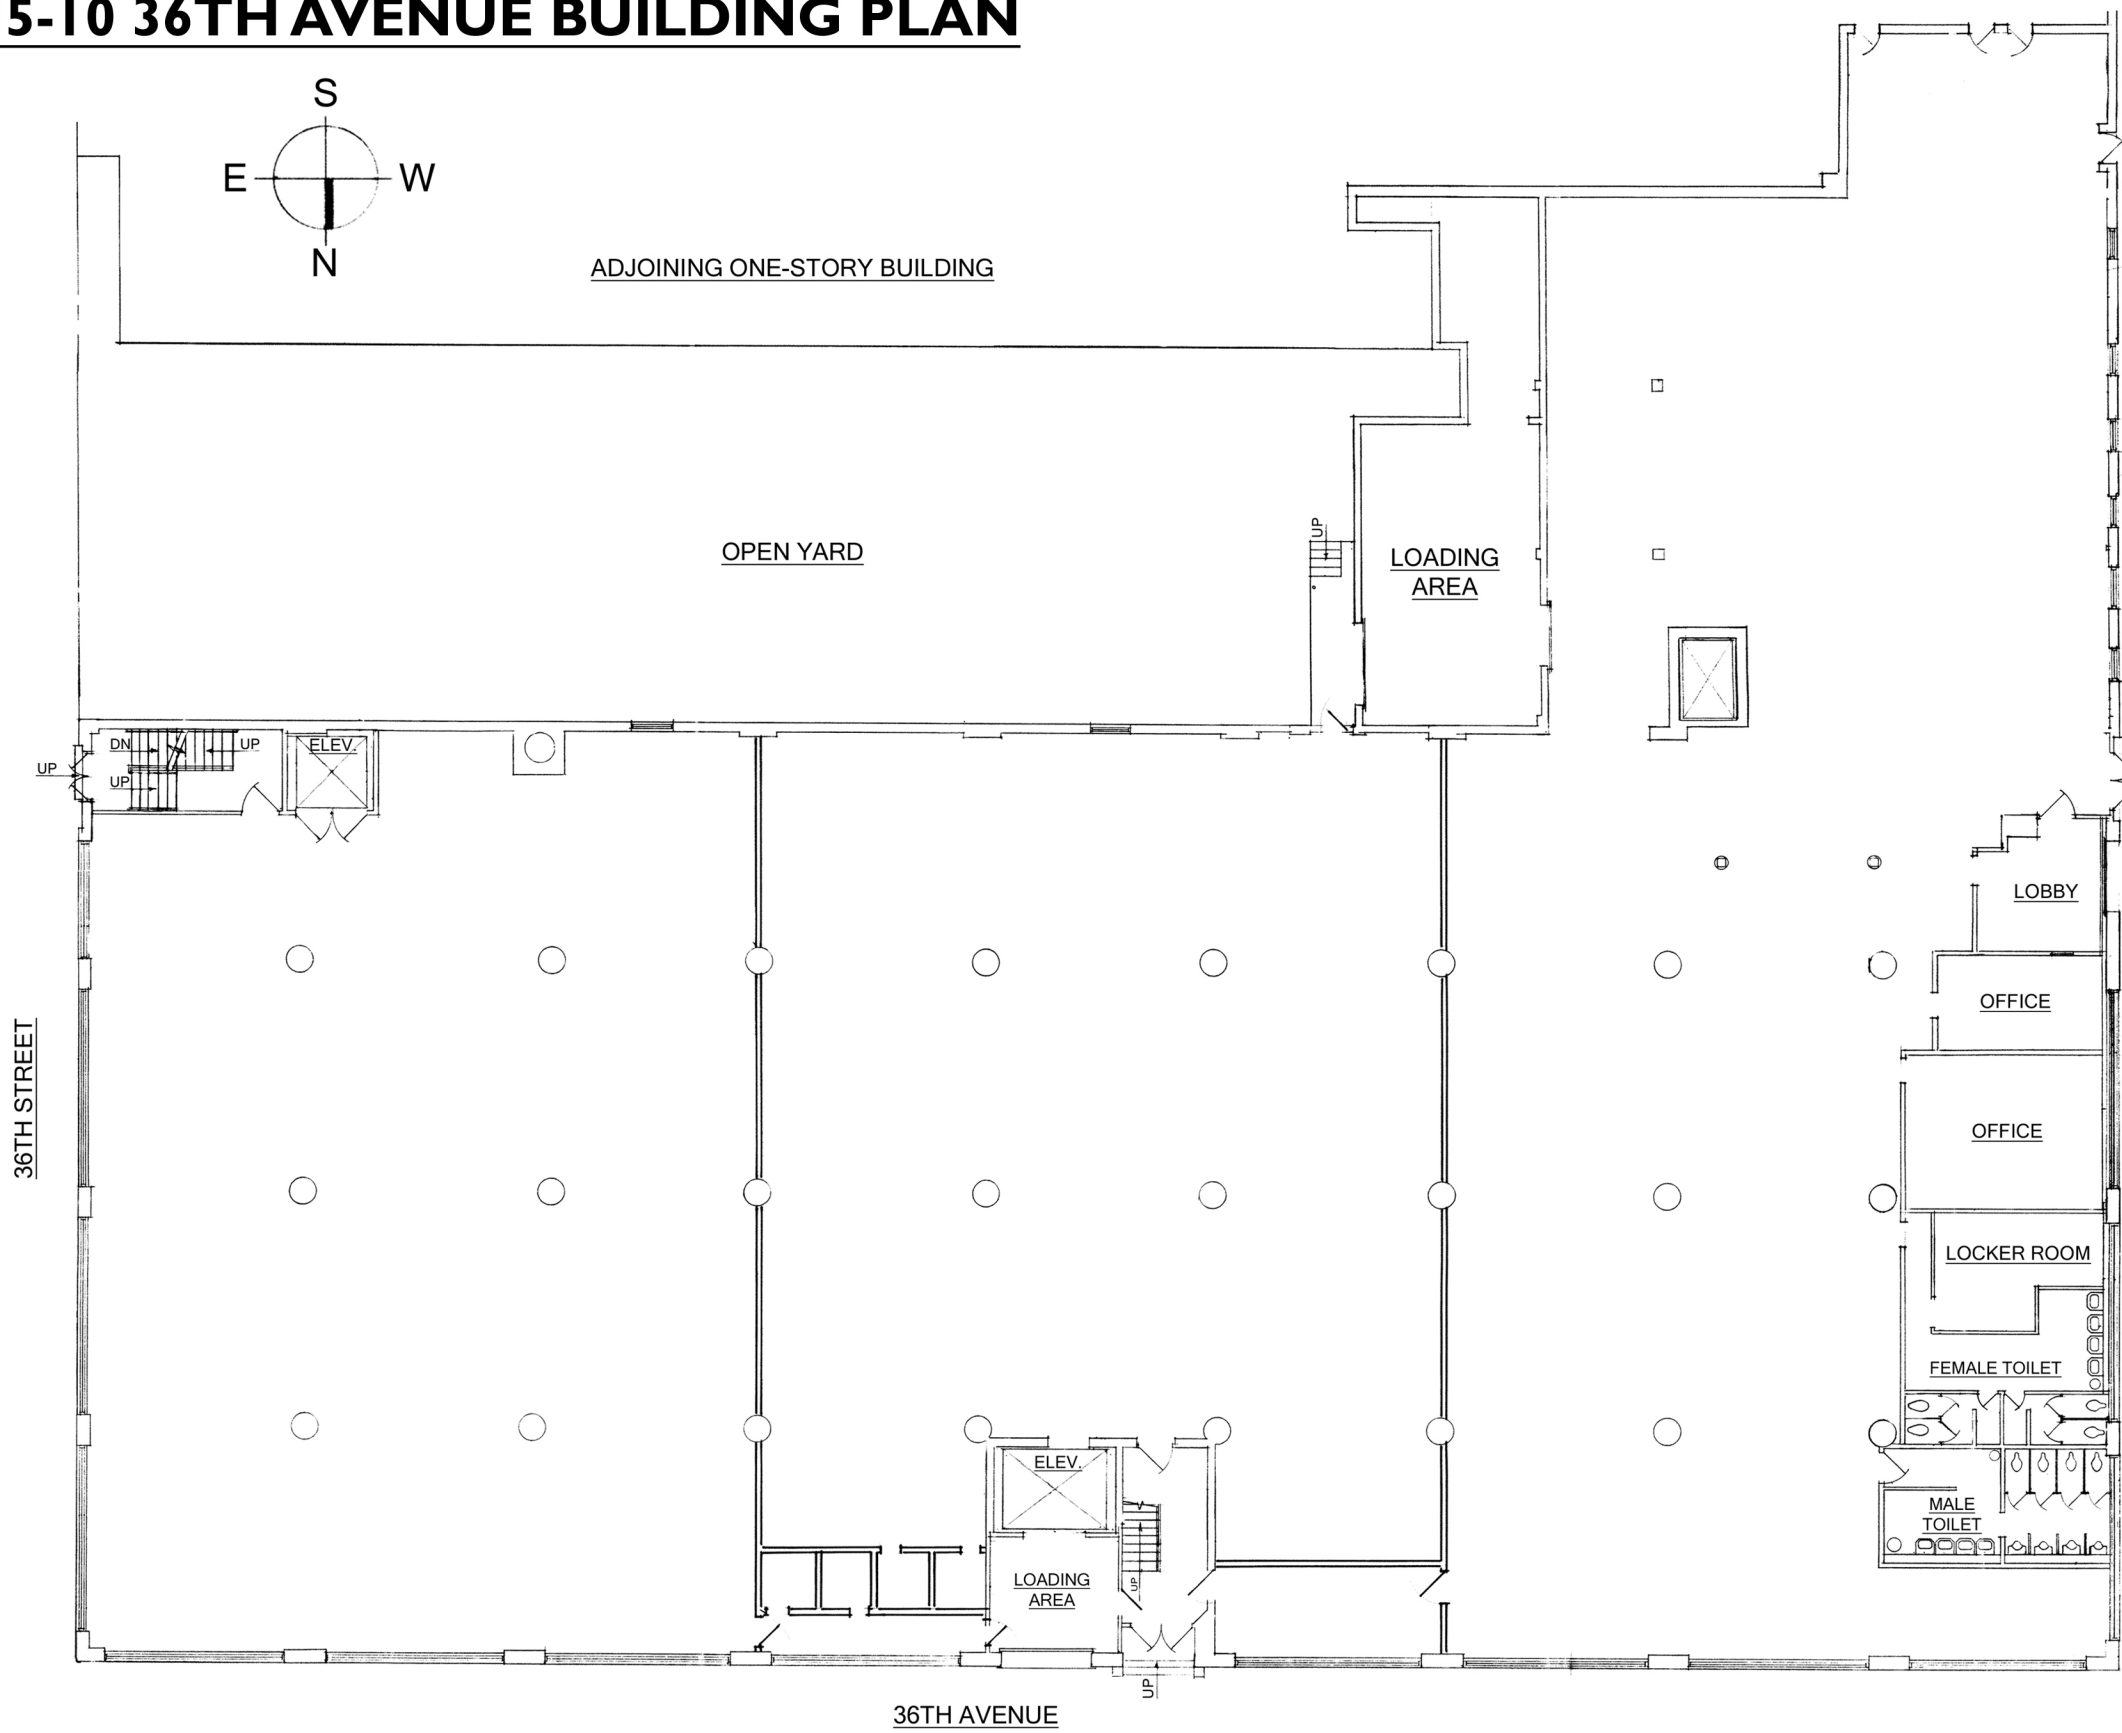 5-10 36TH AVENUE BUILDING PLAN
S
E W
N
ADJOINING ONE-STORY BUILDING
OPEN YARD
UP
LOADING
AREA
DN
UP
ELEV.
UP
UP
LOBBY
OFFICE
36TH STREET
OFFICE
LOCKER ROOM
FEMALE TOILET
ELEV.
MALE
TOILET
LOADING
AREA
UP
UP
36TH AVENUE